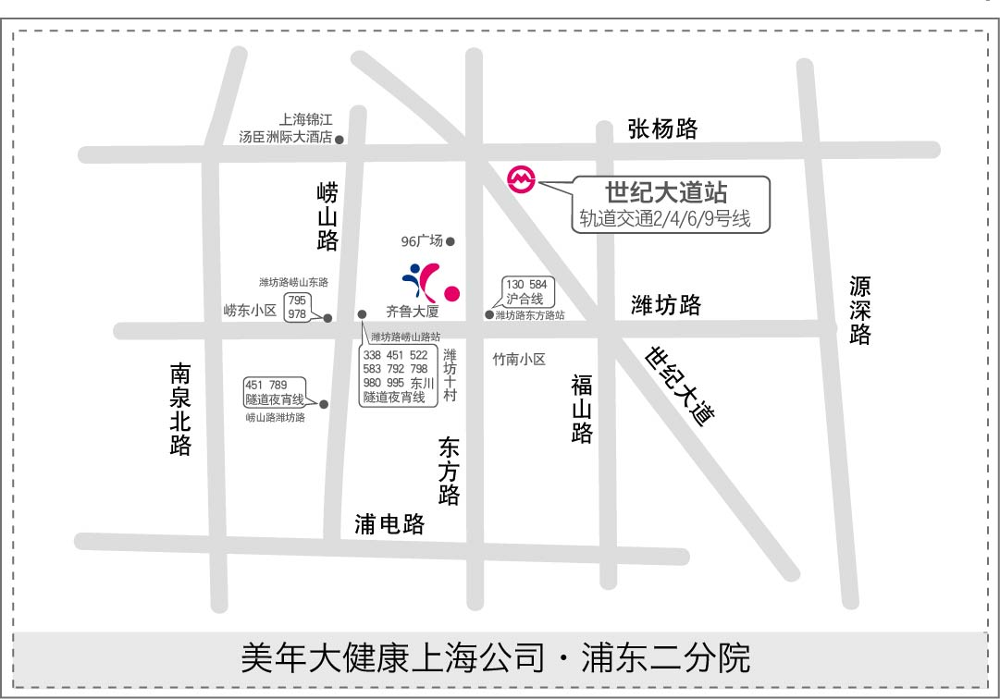 上海锦江
汤臣洲际大酒店
张杨路
世纪大道站
轨道交通2/4/6/9号线
崂山路
96广场
齐鲁大厦
潍坊路崂山东路
崂东小区
795
978
130 584
沪合线
潍坊路东方路站
潍坊路
源深路
潍坊路崂山路站
338 451 522
583 792 798
980 995 东川
隧道夜宵线
潍坊十村
竹南小区
世纪大道
南泉北路
451 789
隧道夜宵线
崂山路潍坊路
福山路
东方路
浦电路
美年大健康上海公司·浦东二分院